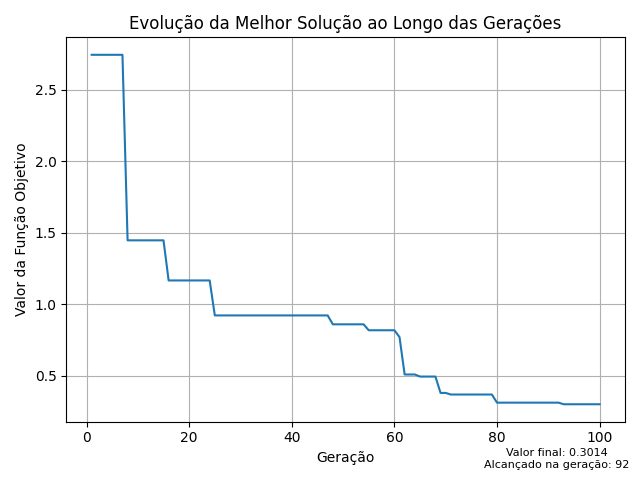 Evolução da Melhor Solução ao Longo das Gerações
Valor da Função Objetivo
2.5
2.0
1.5
1.0
0.5
0 20 40 60 80 100
Geração
Valor final: 0.3014
Alcançado na geração: 92